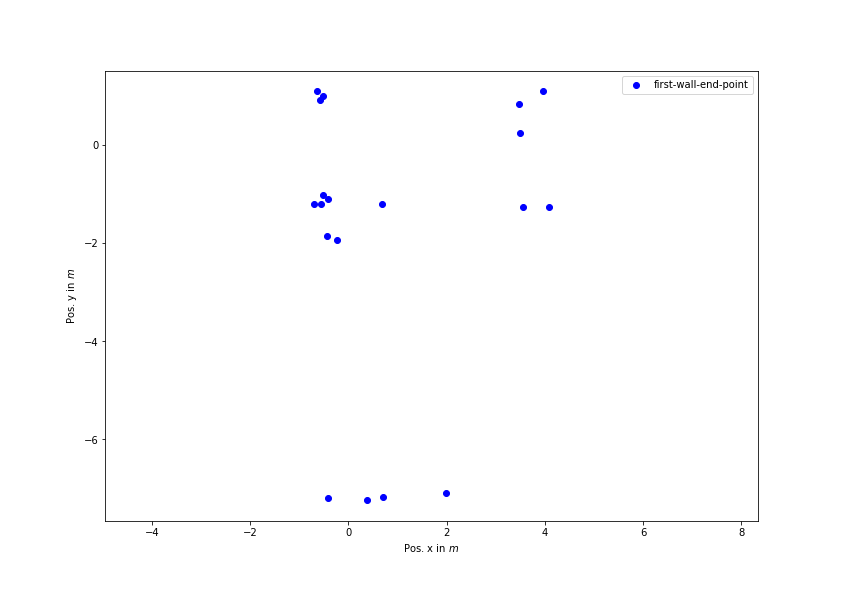 first-wall-end-point
0
−2
−4
−6
−4 −2 0 2 4 6 8
Pos. y in m
Pos. x in m